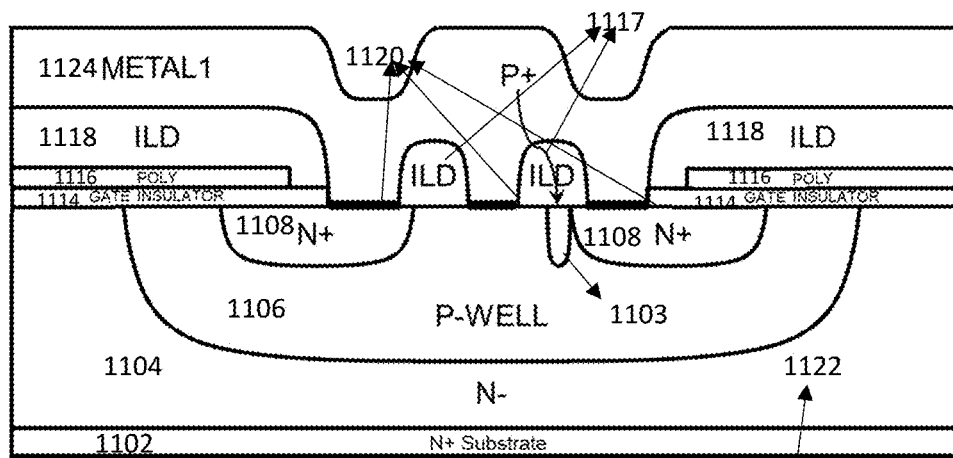 1117
1120
1124 METAL1
P+
1118 ILD
1118 ILD
ILD
ILD
1116 POLY
1116 POLY
1114 GATE INSULATOR
1114 GATE INSULATOR
1108 N+
1108 N+
1106
P-WELL
1103
1104
1122
N-
1102
N+ Substrate